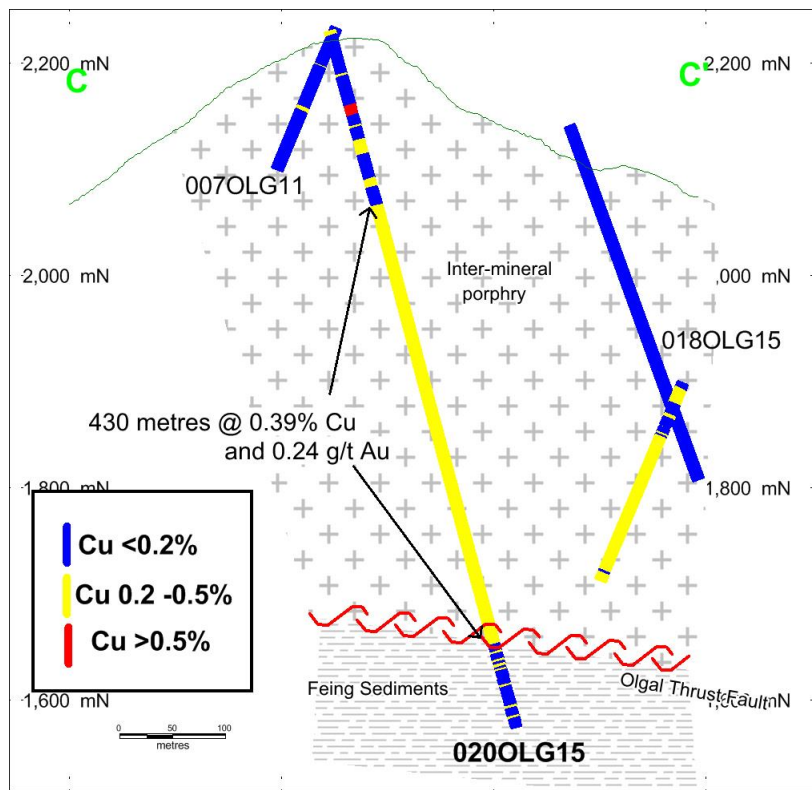 2,200 mN
C
C'
2,200 mN
007OLG11
2,000 mN
Inter-mineral
porphry
,000 mN
018OLG15
430 metres @ 0.39% Cu
and 0.24 g/t Au
1,800 mN
1,800 mN
Cu <0.2%
Cu 0.2 -0.5%
Cu >0.5%
Feing Sediments
Olgal Thrust Fault
1,600 mN
mN
0 50 100
metres
020OLG15